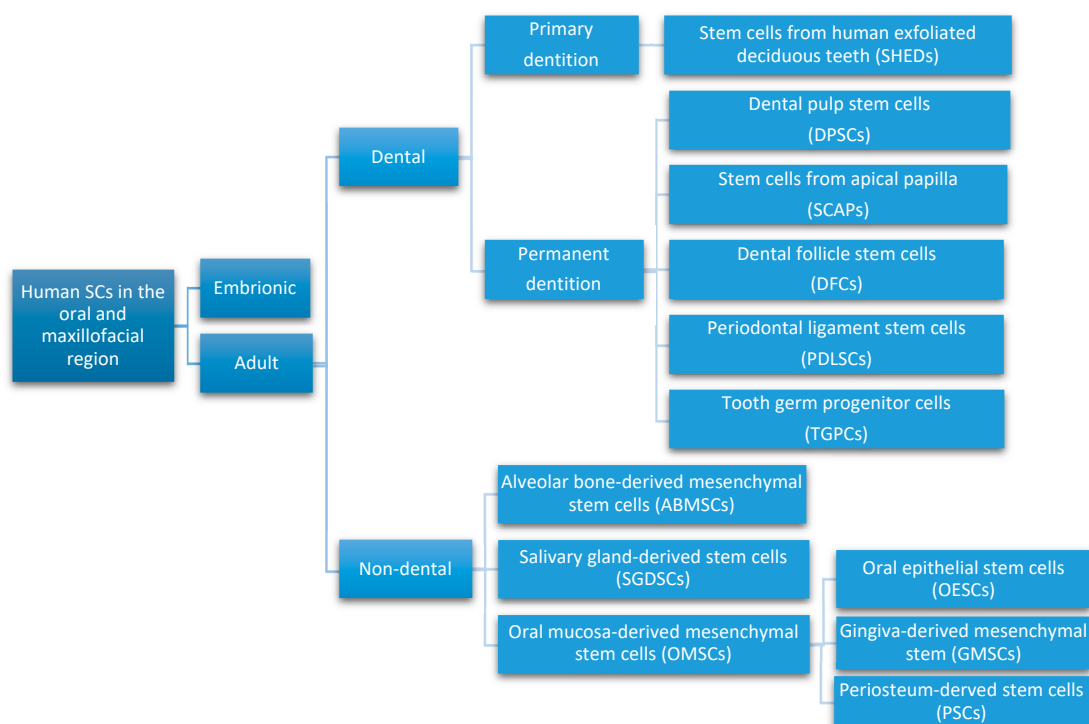 Human SCs in the
oral and
maxillofacial
region
Embrionic
Adult
Dental
Primary
dentition
Stem cells from human exfoliated
deciduous teeth (SHEDs)
Permanent
dentition
Dental pulp stem cells
(DPSCs)
Stem cells from apical papilla
(SCAPs)
Dental follicle stem cells
(DFCs)
Periodontal ligament stem cells
(PDLSCs)
Tooth germ progenitor cells
(TGPCs)
Non-dental
Alveolar bone-derived mesenchymal
stem cells (ABMSCs)
Salivary gland-derived stem cells
(SGDSCs)
Oral mucosa-derived mesenchymal
stem cells (OMSCs)
Oral epithelial stem cells
(OESCs)
Gingiva-derived mesenchymal
stem (GMSCs)
Periosteum-derved stem cells
(PSCs)